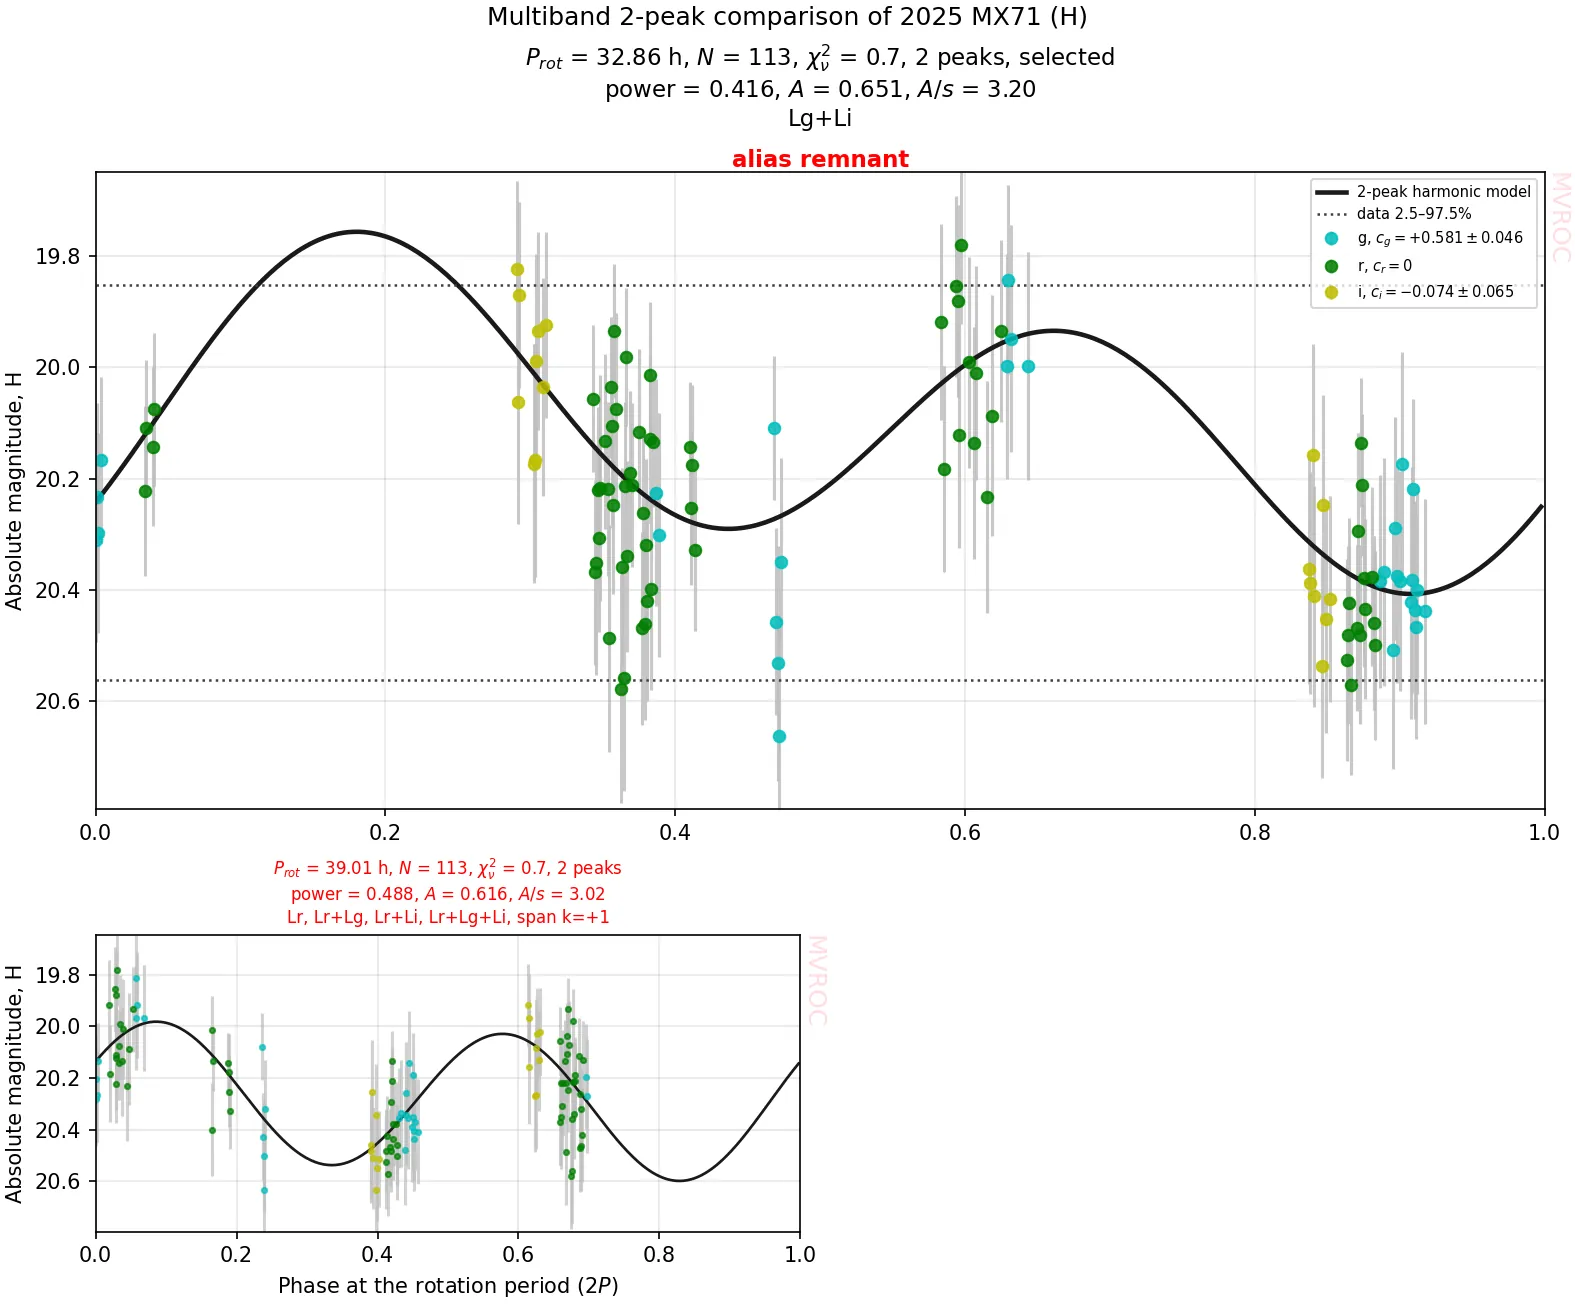 Multiband 2-peak comparison of 2025 MX71 (H)
P_rot = 32.86 h, N = 113, χ²_ν = 0.7, 2 peaks, selected
power = 0.416, A = 0.651, A/s = 3.20
Lg+Li
alias remnant
MVROC
2-peak harmonic model
data 2.5–97.5%
g, c_g = +0.581 ± 0.046
r, c_r = 0
i, c_i = −0.074 ± 0.065
Absolute magnitude, H
19.8
20.0
20.2
20.4
20.6
0.0 0.2 0.4 0.6 0.8 1.0
P_rot = 39.01 h, N = 113, χ²_ν = 0.7, 2 peaks
power = 0.488, A = 0.616, A/s = 3.02
Lr, Lr+Lg, Lr+Li, Lr+Lg+Li, span k=+1
MVROC
Absolute magnitude, H
19.8
20.0
20.2
20.4
20.6
0.0 0.2 0.4 0.6 0.8 1.0
Phase at the rotation period (2P)